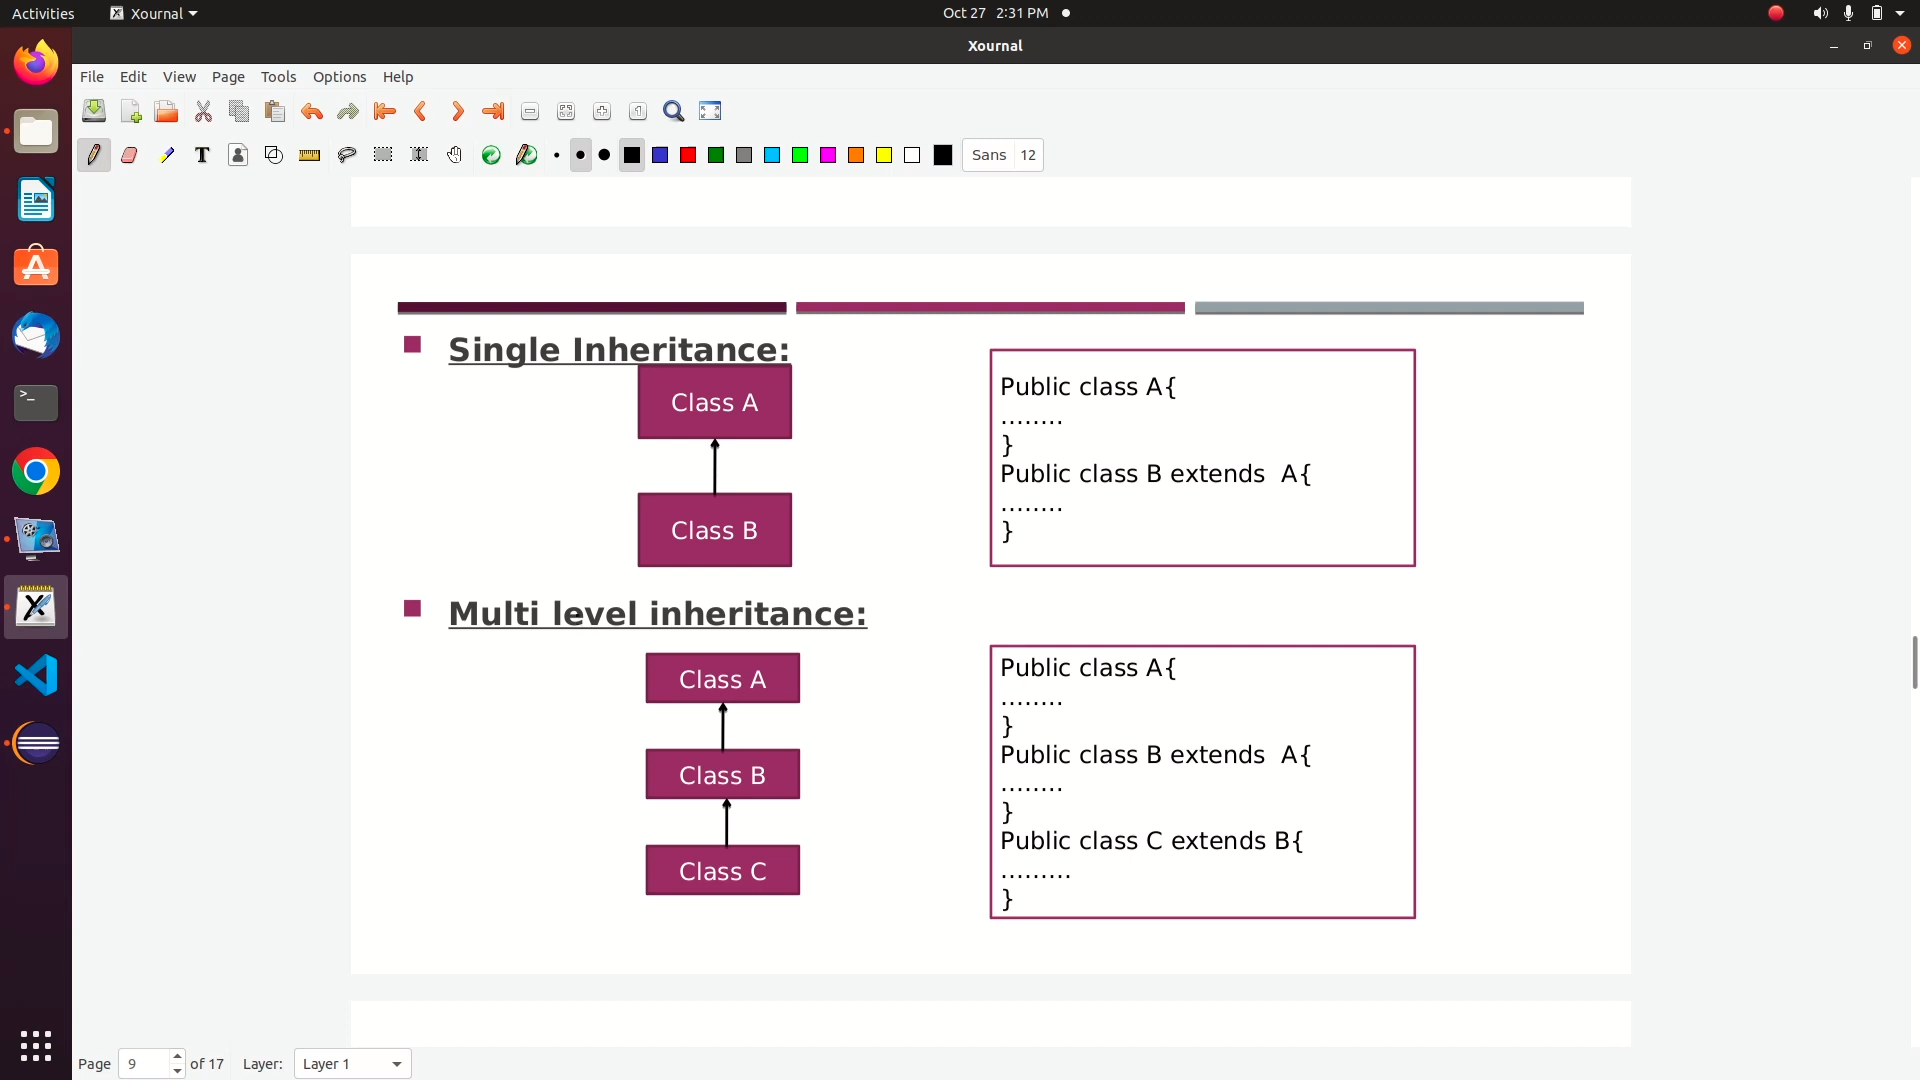 Activities
Xournal
Oct 27 2:31 PM
Xournal
File Edit View Page Tools Options Help
Sans 12
Single Inheritance:
Class A
Class B
Public class A{
........
}
Public class B extends  A{
........
}
Multi level inheritance:
Class A
Class B
Class C
Public class A{
........
}
Public class B extends  A{
........
}
Public class C extends B{
.........
}
Page 9 of 17 Layer: Layer 1